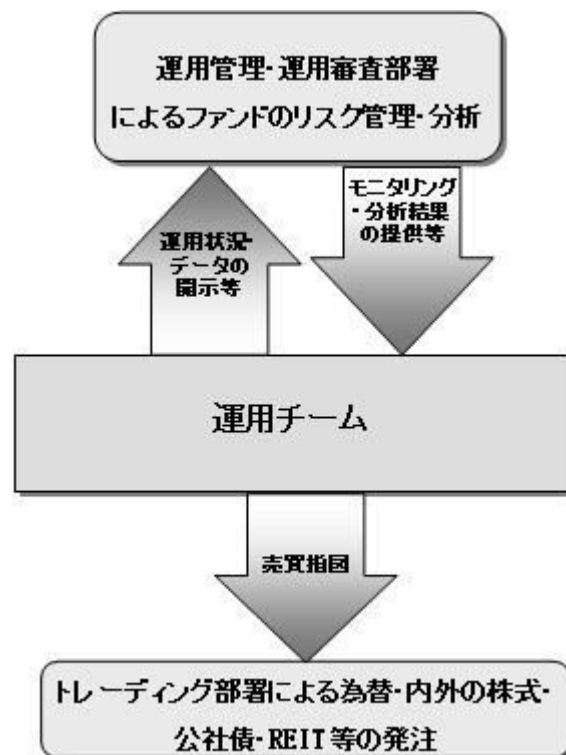 運用管理・運用審査部署
によるファンドのリスク管理・分析
運用状況・
データの
開示等
モニタリング
・分析結果
の提供等
運用チーム
売買指図
トレーディング部署による為替・内外の株式・
公社債・REIT等の発注